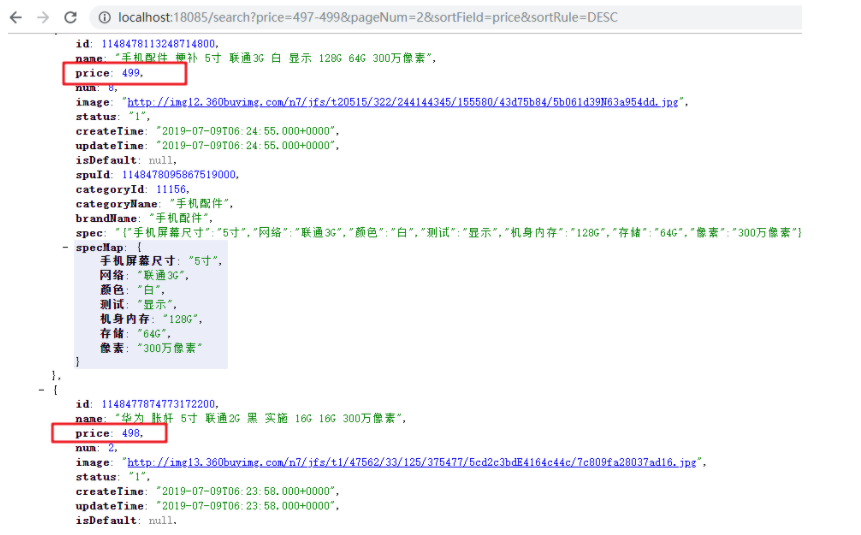 localhost:18085/search?price=497-499&pageNum=2&sortField=price&sortRule=DESC
id: 1148478113248714800,
name: "手机配件 梗补 5寸 联通3G 白 显示 128G 64G 300万像素",
price: 499,
num: 8,
image: "http://img12.360buyimg.com/n7/jfs/t20515/322/244144345/155580/43d75b84/5b061d39N63a954dd.jpg",
status: "1",
createTime: "2019-07-09T06:24:55.000+0000",
updateTime: "2019-07-09T06:24:55.000+0000",
isDefault: null,
spuId: 1148478095867519000,
categoryId: 11156,
categoryName: "手机配件",
brandName: "手机配件",
spec: "{"手机屏幕尺寸":"5寸","网络":"联通3G","颜色":"白","测试":"显示","机身内存":"128G","存储":"64G","像素":"300万像素"}
- specMap: {
手机屏幕尺寸: "5寸",
网络: "联通3G",
颜色: "白",
测试: "显示",
机身内存: "128G",
存储: "64G",
像素: "300万像素"
}
},
- {
id: 1148477874773172200,
name: "华为 胀奸 5寸 联通2G 黑 实施 16G 16G 300万像素",
price: 498,
num: 2,
image: "http://img13.360buyimg.com/n7/jfs/t1/47562/33/125/375477/5cd2c3bdE4164c44c/7c809fa28037ad16.jpg",
status: "1",
createTime: "2019-07-09T06:23:58.000+0000",
updateTime: "2019-07-09T06:23:58.000+0000",
isDefault: null,